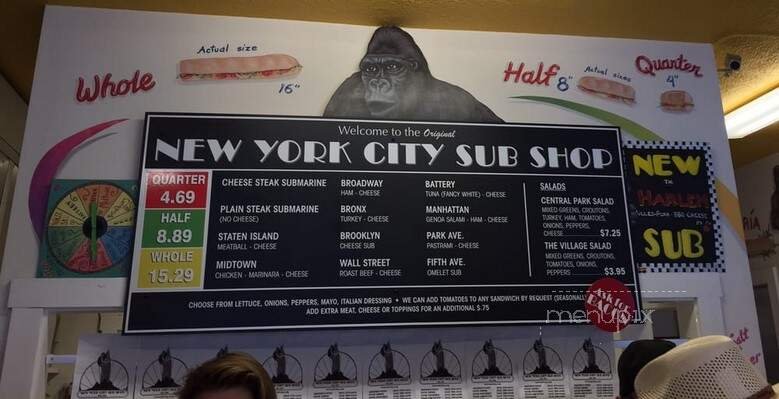 Actual size
Whole
16"
Half 8"
Actual sizes
Quarter
4"
Welcome to the Original
NEW YORK CITY SUB SHOP
QUARTER
4.69
HALF
8.89
WHOLE
15.29
CHEESE STEAK SUBMARINE
PLAIN STEAK SUBMARINE
(NO CHEESE)
STATEN ISLAND
MEATBALL - CHEESE
MIDTOWN
CHICKEN - MARINARA - CHEESE
BROADWAY
HAM - CHEESE
BRONX
TURKEY - CHEESE
BROOKLYN
CHEESE SUB
WALL STREET
ROAST BEEF - CHEESE
BATTERY
TUNA (FANCY WHITE) - CHEESE
MANHATTAN
GENOA SALAMI - HAM - CHEESE
PARK AVE.
PASTRAMI - CHEESE
FIFTH AVE.
OMELET SUB
SALADS
CENTRAL PARK SALAD
MIXED GREENS, CROUTONS,
TURKEY, HAM, TOMATOES,
ONIONS, PEPPERS,
CHEESE $7.25
THE VILLAGE SALAD
MIXED GREENS, CROUTONS,
TOMATOES, ONIONS,
PEPPERS $3.95
CHOOSE FROM LETTUCE, ONIONS, PEPPERS, MAYO, ITALIAN DRESSING • WE CAN ADD TOMATOES TO ANY SANDWICH BY REQUEST (SEASONALLY
ADD EXTRA MEAT, CHEESE OR TOPPINGS FOR AN ADDITIONAL $.75
Ask for
NEW
Harlem
SUB
menupix